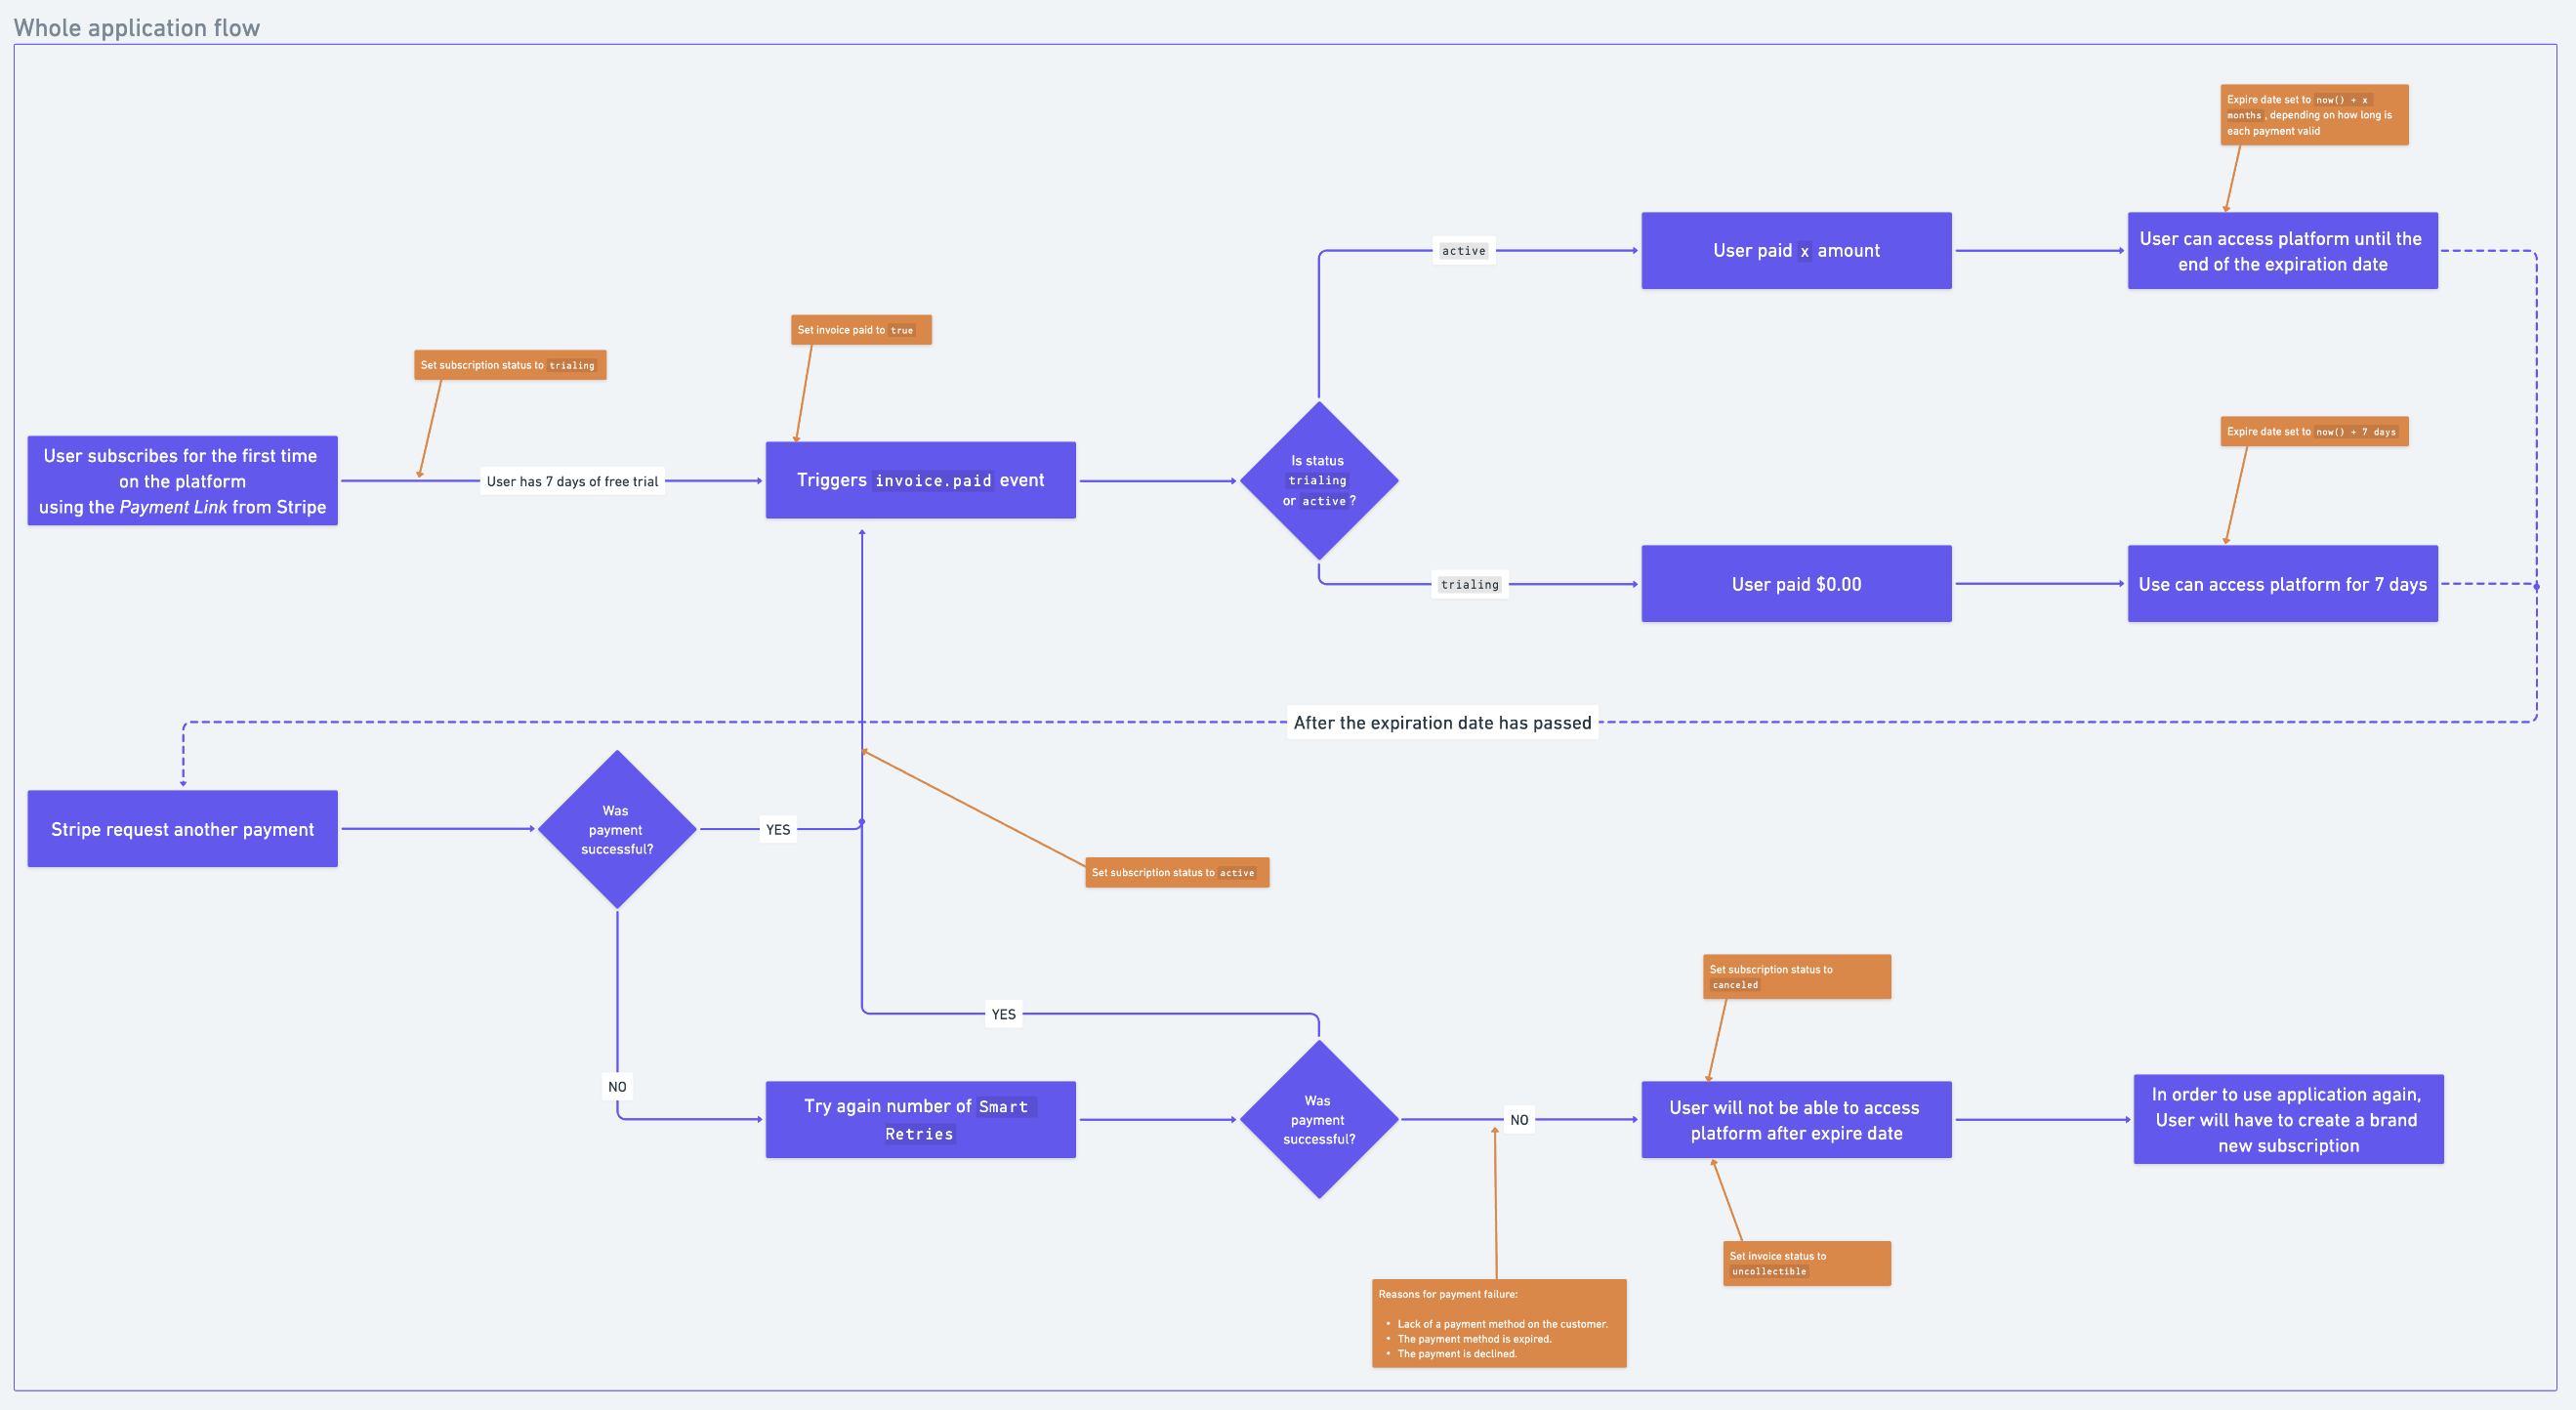 Whole application flow
Expire date set to now() + x
months, depending on how long is
each payment valid
User can access platform until the
end of the expiration date
User paid x amount
active
Set invoice paid to true
Set subscription status to trialing
User subscribes for the first time
on the platform
using the Payment Link from Stripe
User has 7 days of free trial
Triggers invoice.paid event
Is status
trialing
or active?
Expire date set to now() + 7 days
trialing
User paid $0.00
Use can access platform for 7 days
After the expiration date has passed
Stripe request another payment
Was
payment
successful?
YES
Set subscription status to active
YES
NO
Try again number of Smart
Retries
Was
payment
successful?
NO
Set subscription status to
canceled
User will not be able to access
platform after expire date
In order to use application again,
User will have to create a brand
new subscription
Set invoice status to
uncollectible
Reasons for payment failure:
• Lack of a payment method on the customer.
• The payment method is expired.
• The payment is declined.